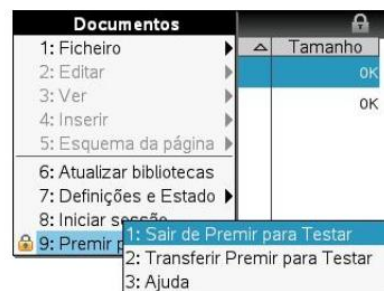 Documentos
1: Ficheiro
Tamanho
2: Editar
0K
3: Ver
0K
4: Inserir
5: Esquema da página
6: Atualizar bibliotecas
7: Definições e Estado
8: Iniciar
9: Premir
1: Sair de Premir para Testar
2: Transferir Premir para Testar
3: Ajuda